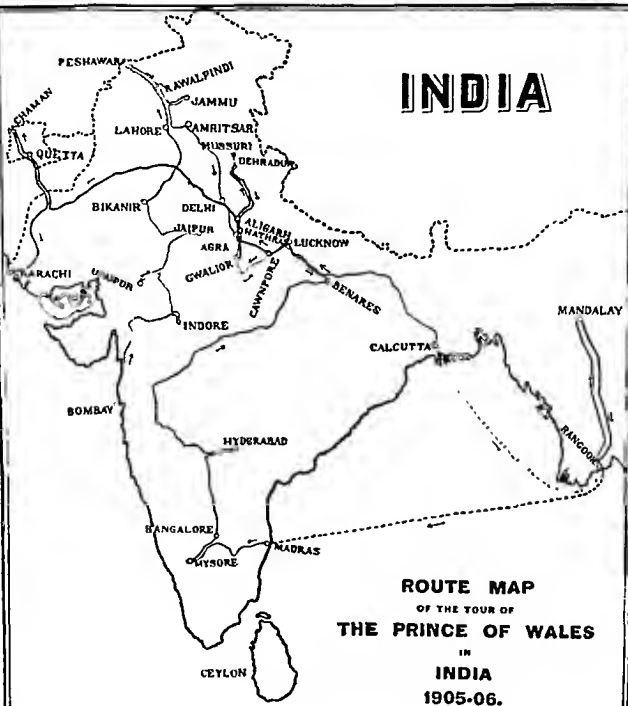 INDIA
PESHAWAR
RAWALPINDI
JAMMU
CHAMAN
LAHORE
AMRITSAR
QUETTA
MUSSURI
DEHRADUN
BIKANIR
DELHI
ALIGARH
JAIPUR
HATHRAS
AGRA
LUCKNOW
GWALIOR
CAWNPORE
KARACHI
UDAIPUR
BENARES
INDORE
MANDALAY
CALCUTTA
BOMBAY
RANGOON
HYDERABAD
BANGALORE
MADRAS
MYSORE
CEYLON
ROUTE MAP
OF THE TOUR OF
THE PRINCE OF WALES
IN
INDIA
1905-06.